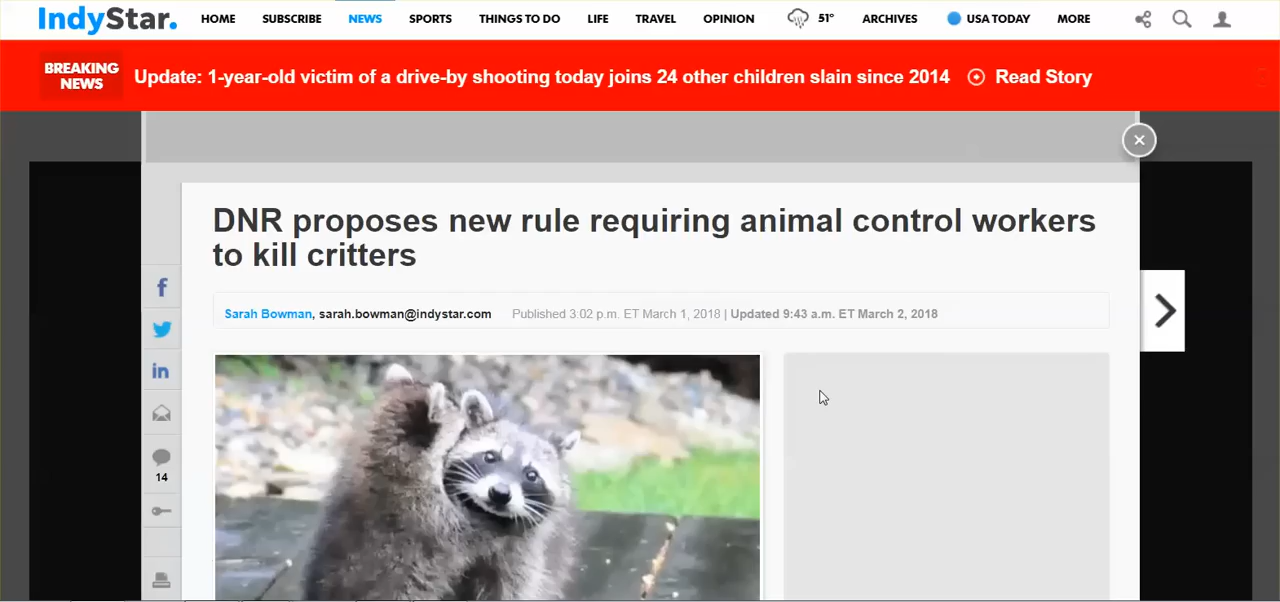 IndyStar.
HOME SUBSCRIBE NEWS SPORTS THINGS TO DO LIFE TRAVEL OPINION 51° ARCHIVES USA TODAY MORE
BREAKING
NEWS
Update: 1-year-old victim of a drive-by shooting today joins 24 other children slain since 2014 Read Story
DNR proposes new rule requiring animal control workers
to kill critters
Sarah Bowman, sarah.bowman@indystar.com Published 3:02 p.m. ET March 1, 2018 | Updated 9:43 a.m. ET March 2, 2018
f
in
14